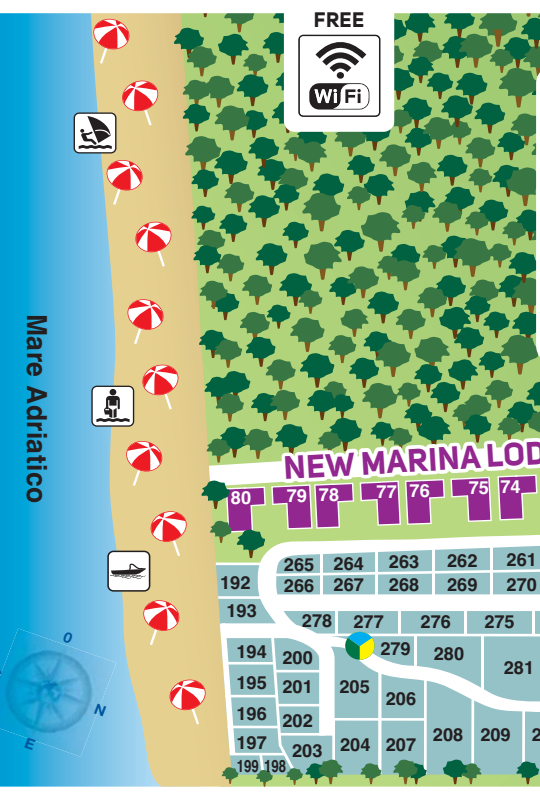 FREE
WiFi
Mare Adriatico
NEW MARINA LOD
80 79 78 77 76 75 74
265 264 263 262 261
266 267 268 269 270
192
193
278 277 276 275
194 200 279 280 281
195 201 205 206
196 202
197 203 204 207 208 209 2
199 198
O
N
E